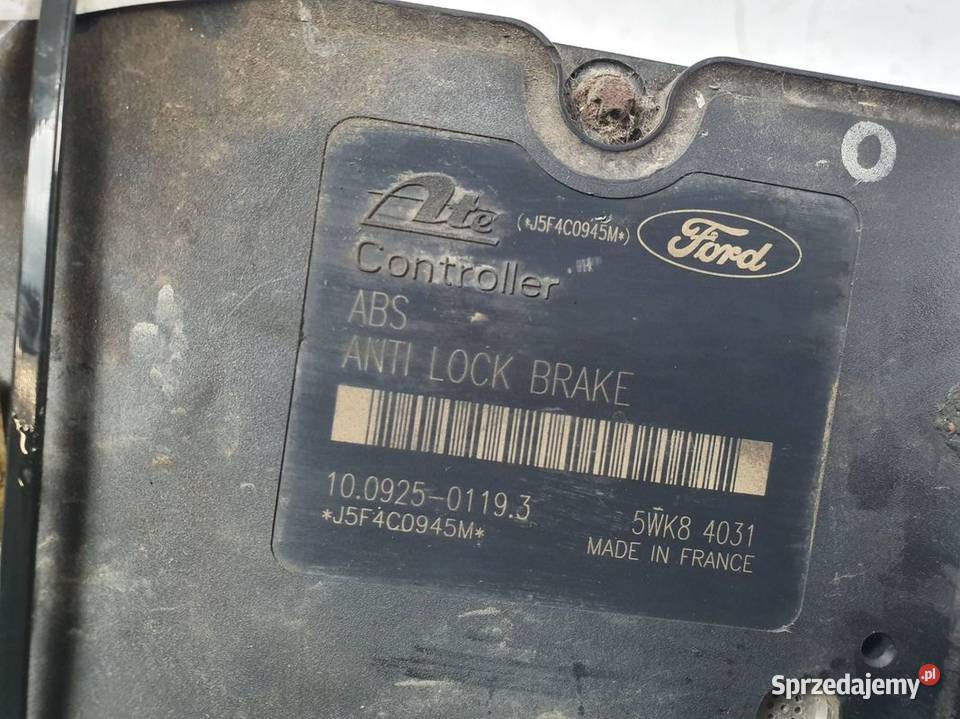 Ate
(*J5F4C0945M*)
Ford
Controller
ABS
ANTI LOCK BRAKE
10.0925-0119.3
*J5F4C0945M*
5WK8 4031
MADE IN FRANCE
O
Sprzedajemy.pl